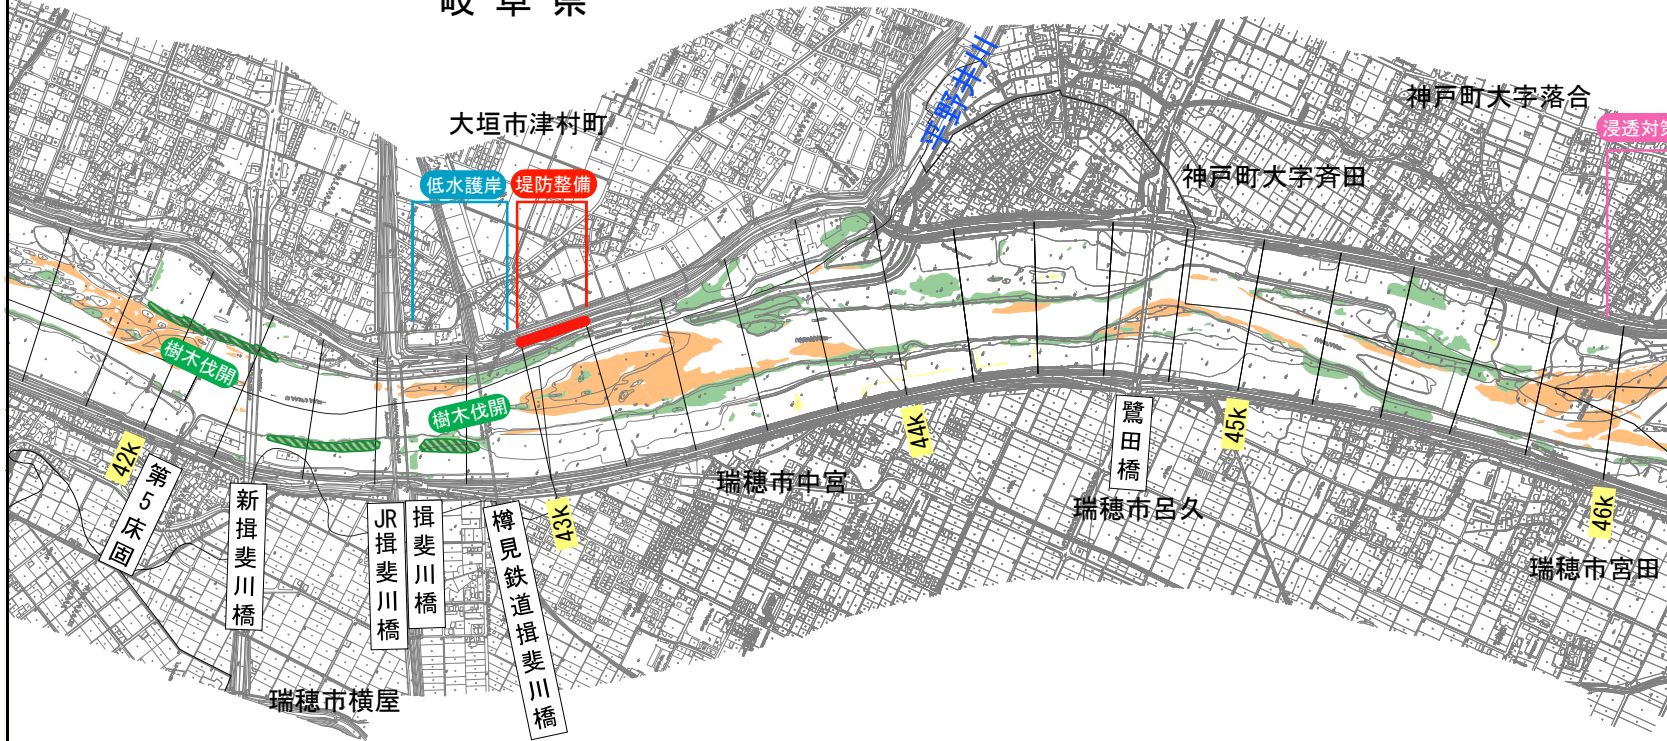 岐阜県
平野井川
神戸町大字落合
大垣市津村町
浸透対策
神戸町大字斉田
低水護岸
堤防整備
樹木伐開
樹木伐開
42k
43k
44k
45k
46k
第5床固
新揖斐川橋
JR揖斐川橋
揖斐川橋
樽見鉄道揖斐川橋
鷺田橋
瑞穂市中宮
瑞穂市呂久
瑞穂市宮田
瑞穂市横屋